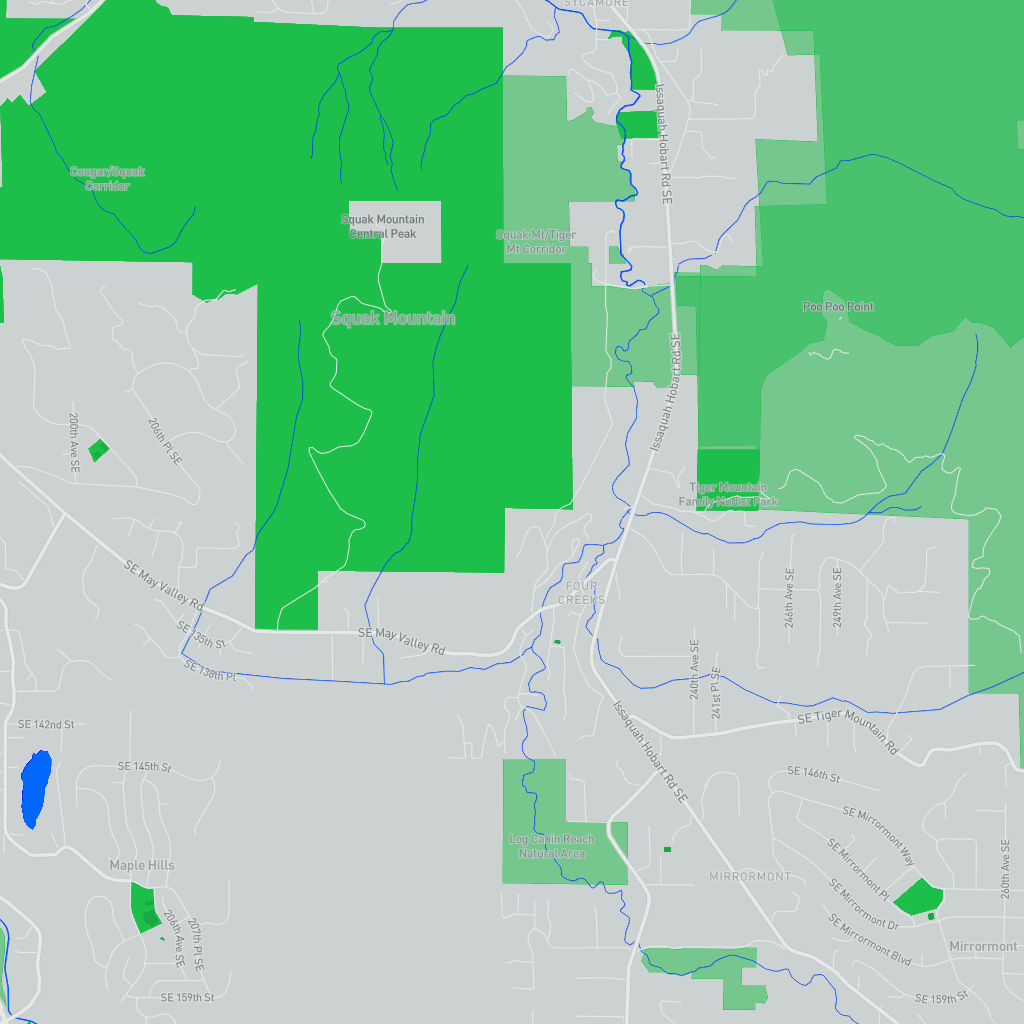 SYCAMORE
Issaquah Hobart Rd SE
Cougar/Squak
Corridor
Squak Mountain
Central Peak
Squak Mt/Tiger
Mt Corridor
Poo Poo Point
Squak Mountain
Issaquah Hobart Rd SE
200th Ave SE
206th Pl SE
Tiger Mountain
Family Nudist Park
SE May Valley Rd
FOUR
CREEKS
246th Ave SE
249th Ave SE
SE 135th St
SE May Valley Rd
SE 138th Pl
240th Ave SE
241st Pl SE
SE 142nd St
Issaquah Hobart Rd SE
SE Tiger Mountain Rd
SE 145th St
SE 146th St
SE Mirrormont Way
Log Cabin Reach
Natural Area
Maple Hills
MIRRORMONT
SE Mirrormont Pl
260th Ave SE
SE Mirrormont Dr
206th Ave SE
207th Pl SE
SE Mirrormont Blvd
Mirrormont
SE 159th St
SE 159th St